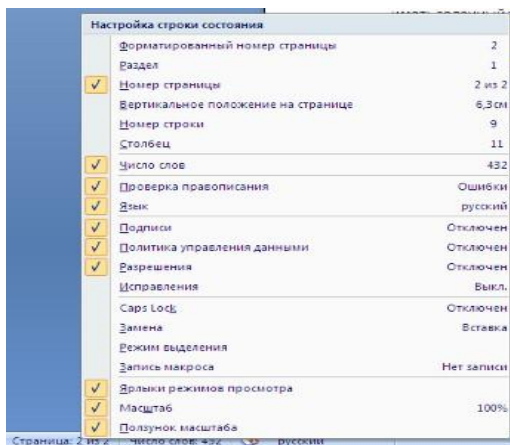 Настройка строки состояния
Форматированный номер страницы 2
Раздел 1
Номер страницы 2 из 2
Вертикальное положение на странице 6,3см
Номер строки 9
Столбец 11
Число слов 432
Проверка правописания Ошибки
Язык русский
Подписи Отключен
Политика управления данными Отключен
Разрешения Отключен
Исправления Выкл.
Caps Lock Отключен
Замена Вставка
Режим выделения
Запись макроса Нет записи
Ярлыки режимов просмотра
Масштаб 100%
Ползунок масштаба
Страница: 2 из 2 Число слов: 432 русский